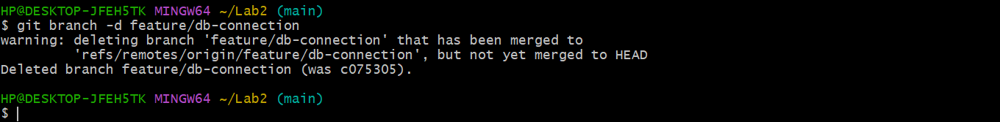 HP@DESKTOP-JFEH5TK MINGW64 ~/Lab2 (main)
$ git branch -d feature/db-connection
warning: deleting branch 'feature/db-connection' that has been merged to
         'refs/remotes/origin/feature/db-connection', but not yet merged to HEAD
Deleted branch feature/db-connection (was c075305).

HP@DESKTOP-JFEH5TK MINGW64 ~/Lab2 (main)
$